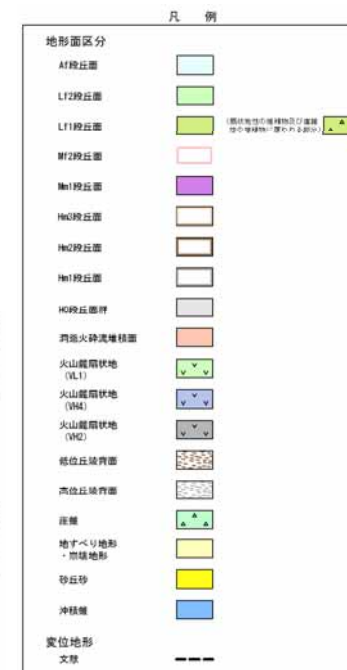 凡 例
地形面区分
Af段丘面
Lf2段丘面
Lf1段丘面
Mf2段丘面
Mm1段丘面
Hm3段丘面
Hm2段丘面
Hm1段丘面
H0段丘面群
洞爺火砕流堆積面
火山麓扇状地
(VL1)
火山麓扇状地
(VH4)
火山麓扇状地
(VH2)
低位丘陵背面
高位丘陵背面
崖錐
地すべり地形
・崩壊地形
砂丘砂
沖積錐
変位地形
文献